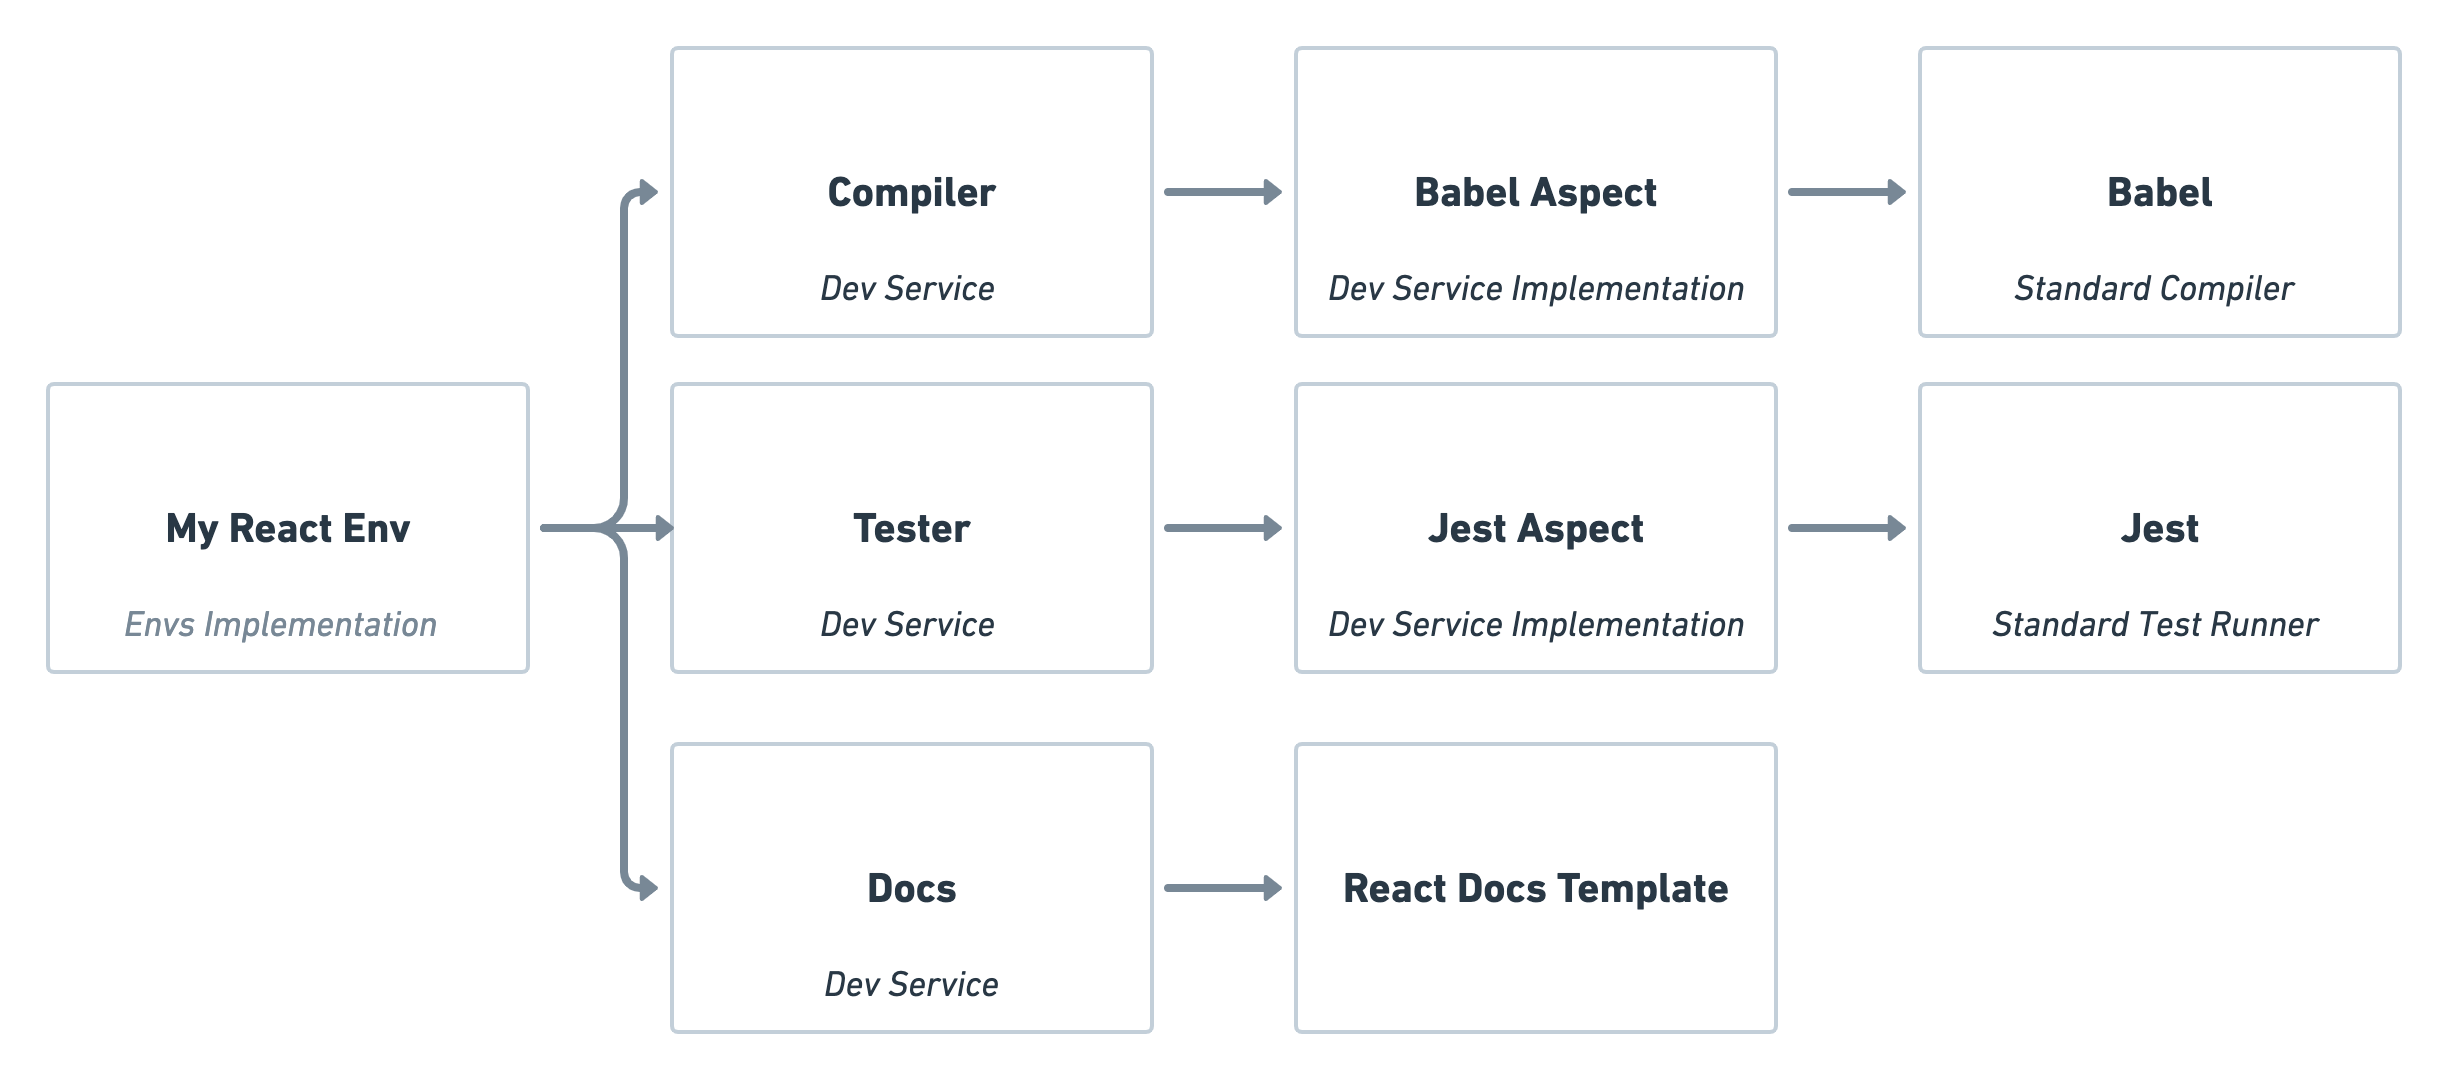 Compiler
Dev Service
Babel Aspect
Dev Service Implementation
Babel
Standard Compiler
My React Env
Envs Implementation
Tester
Dev Service
Jest Aspect
Dev Service Implementation
Jest
Standard Test Runner
Docs
Dev Service
React Docs Template